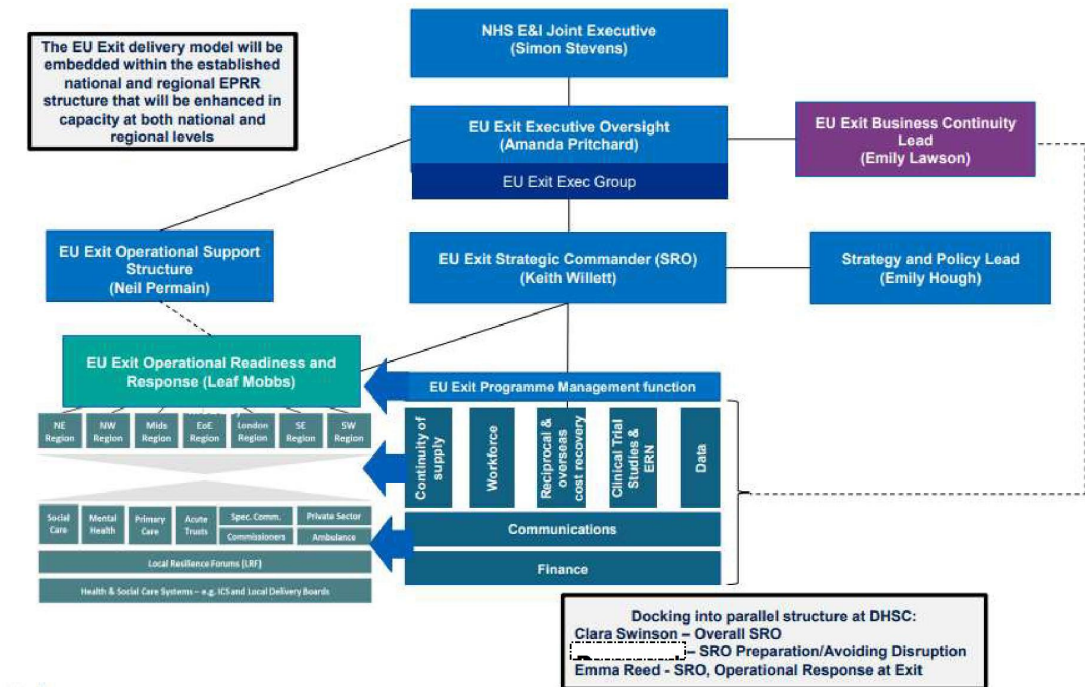 The EU Exit delivery model will be
embedded within the established
national and regional EPRR
structure that will be enhanced in
capacity at both national and
regional levels
NHS E&I Joint Executive
(Simon Stevens)
EU Exit Executive Oversight
(Amanda Pritchard)
EU Exit Exec Group
EU Exit Business Continuity
Lead
(Emily Lawson)
EU Exit Operational Support
Structure
(Neil Permain)
EU Exit Strategic Commander (SRO)
(Keith Willett)
Strategy and Policy Lead
(Emily Hough)
EU Exit Operational Readiness and
Response (Leaf Mobbs)
NE
Region
NW
Region
Mids
Region
EoE
Region
London
Region
SE
Region
SW
Region
Social
Care
Mental
Health
Primary
Care
Acute
Trusts
Spec. Comm.
Commissioners
Private Sector
Ambulance
Local Resilience Forums (LRF)
Health & Social Care Systems – e.g. ICS and Local Delivery Boards
EU Exit Programme Management function
Continuity of
supply
Workforce
Reciprocal &
overseas
cost recovery
Clinical Trial
Studies &
ERN
Data
Communications
Finance
Docking into parallel structure at DHSC:
Clara Swinson – Overall SRO
– SRO Preparation/Avoiding Disruption
Emma Reed - SRO, Operational Response at Exit